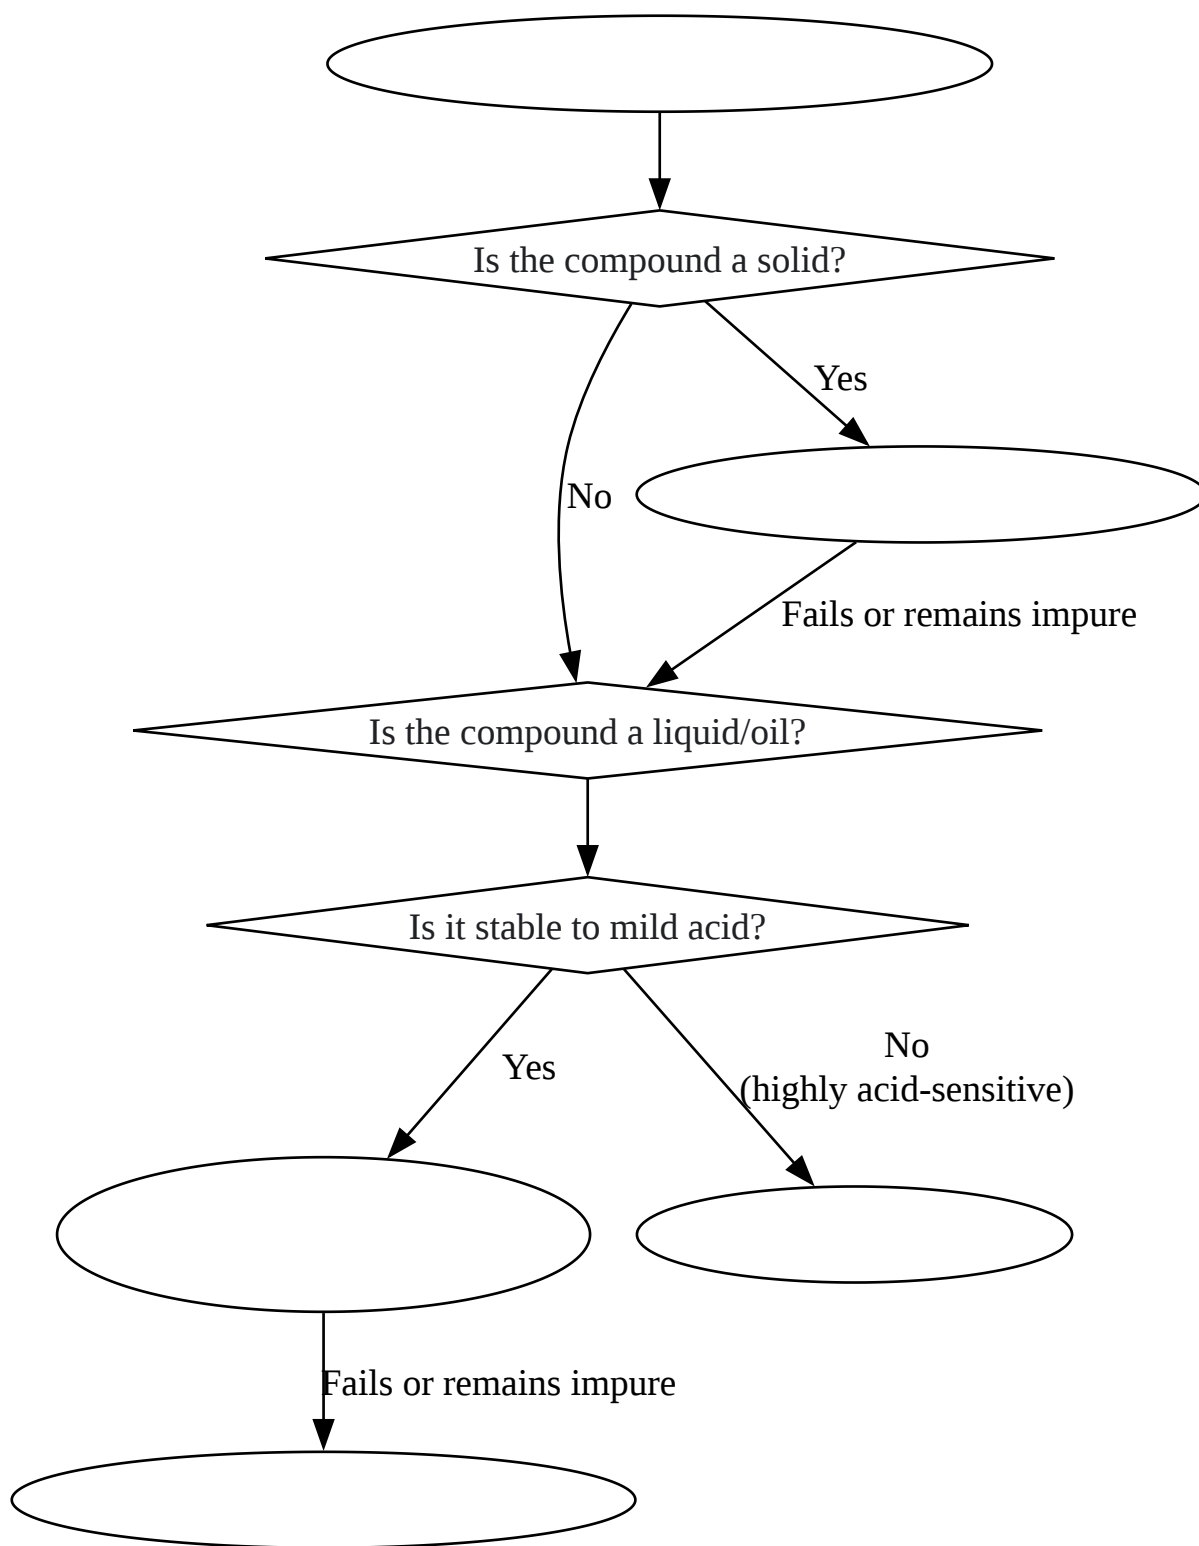 Is the compound a solid?
Yes
No
Fails or remains impure
Is the compound a liquid/oil?
Is it stable to mild acid?
Yes
No
(highly acid-sensitive)
Fails or remains impure